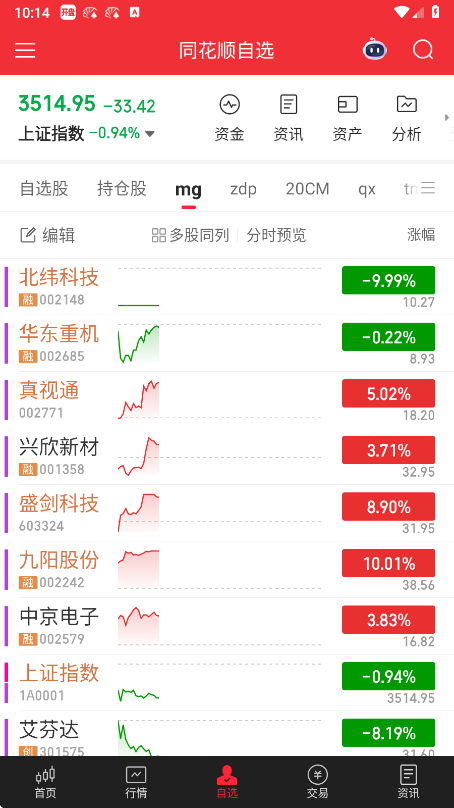 10:14 开盘 A
同花顺自选
3514.95 -33.42
上证指数 -0.94%
资金 资讯 资产 分析
自选股 持仓股 mg zdp 20CM qx
编辑 多股同列 分时预览 涨幅
北纬科技 -9.99%
融 002148 10.27
华东重机 -0.22%
融 002685 8.93
真视通 5.02%
002771 18.20
兴欣新材 3.71%
融 001358 32.95
盛剑科技 8.90%
603324 31.95
九阳股份 10.01%
融 002242 38.56
中京电子 3.83%
融 002579 16.82
上证指数 -0.94%
1A0001 3514.95
艾芬达 -8.19%
创 301575 31.60
首页 行情 自选 交易 资讯